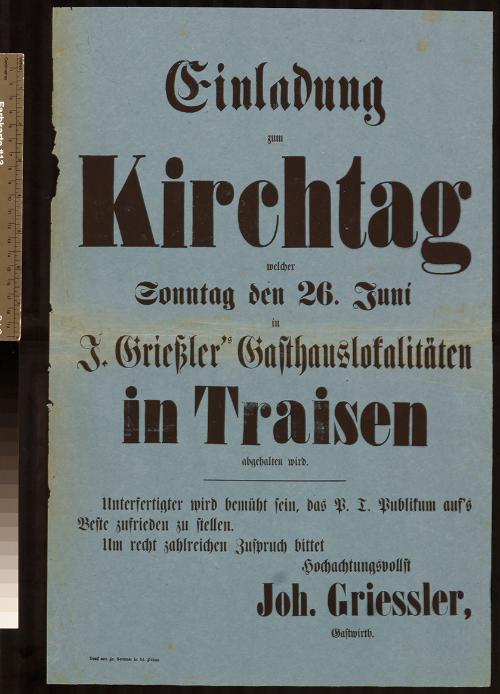 Einladung
zum
Kirchtag
welcher
Sonntag den 26. Juni
in
J. Grießler's Gasthauslokalitäten
in Traisen
abgehalten wird.
Unterfertigter wird bemüht sein, das P. T. Publikum auf's
Beste zufrieden zu stellen.
Um recht zahlreichen Zuspruch bittet
Hochachtungsvollst
Joh. Griessler,
Gastwirth.